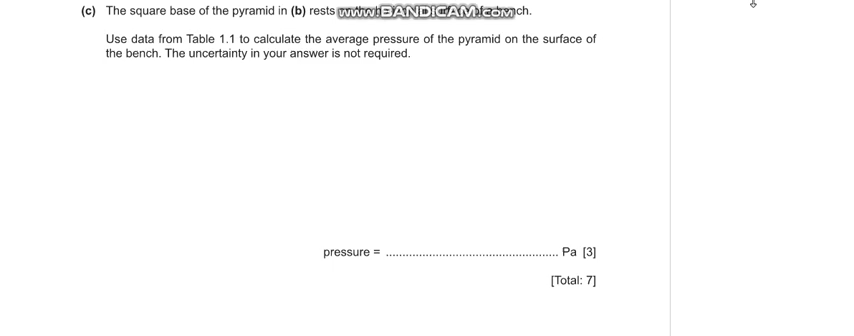 (c) The square base of the pyramid in (b) rests bench.
www.BANDICAM.com
Use data from Table 1.1 to calculate the average pressure of the pyramid on the surface of
the bench. The uncertainty in your answer is not required.
pressure = .................................................... Pa [3]
[Total: 7]